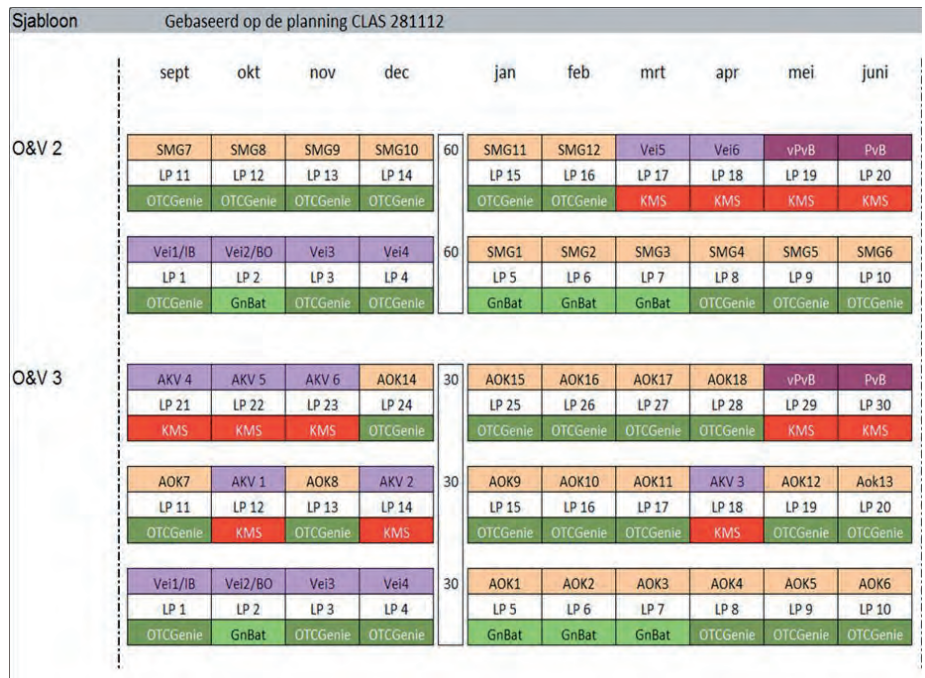 Sjabloon Gebaseerd op de planning CLAS 281112
sept okt nov dec jan feb mrt apr mei juni
O&V 2 SMG7 SMG8 SMG9 SMG10 60 SMG11 SMG12 Vei5 Vei6 vPvB PvB
LP 11 LP 12 LP 13 LP 14 LP 15 LP 16 LP 17 LP 18 LP 19 LP 20
OTCGenie OTCGenie OTCGenie OTCGenie OTCGenie OTCGenie KMS KMS KMS KMS
Vei1/IB Vei2/BO Vei3 Vei4 60 SMG1 SMG2 SMG3 SMG4 SMG5 SMG6
LP 1 LP 2 LP 3 LP 4 LP 5 LP 6 LP 7 LP 8 LP 9 LP 10
OTCGenie GnBat OTCGenie OTCGenie GnBat GnBat GnBat OTCGenie OTCGenie OTCGenie
O&V 3 AKV 4 AKV 5 AKV 6 AOK14 30 AOK15 AOK16 AOK17 AOK18 vPvB PvB
LP 21 LP 22 LP 23 LP 24 LP 25 LP 26 LP 27 LP 28 LP 29 LP 30
KMS KMS KMS OTCGenie OTCGenie OTCGenie OTCGenie OTCGenie KMS KMS
AOK7 AKV 1 AOK8 AKV 2 30 AOK9 AOK10 AOK11 AKV 3 AOK12 Aok13
LP 11 LP 12 LP 13 LP 14 LP 15 LP 16 LP 17 LP 18 LP 19 LP 20
OTCGenie KMS OTCGenie KMS OTCGenie OTCGenie OTCGenie KMS OTCGenie OTCGenie
Vei1/IB Vei2/BO Vei3 Vei4 30 AOK1 AOK2 AOK3 AOK4 AOK5 AOK6
LP 1 LP 2 LP 3 LP 4 LP 5 LP 6 LP 7 LP 8 LP 9 LP 10
OTCGenie GnBat OTCGenie OTCGenie GnBat GnBat GnBat OTCGenie OTCGenie OTCGenie